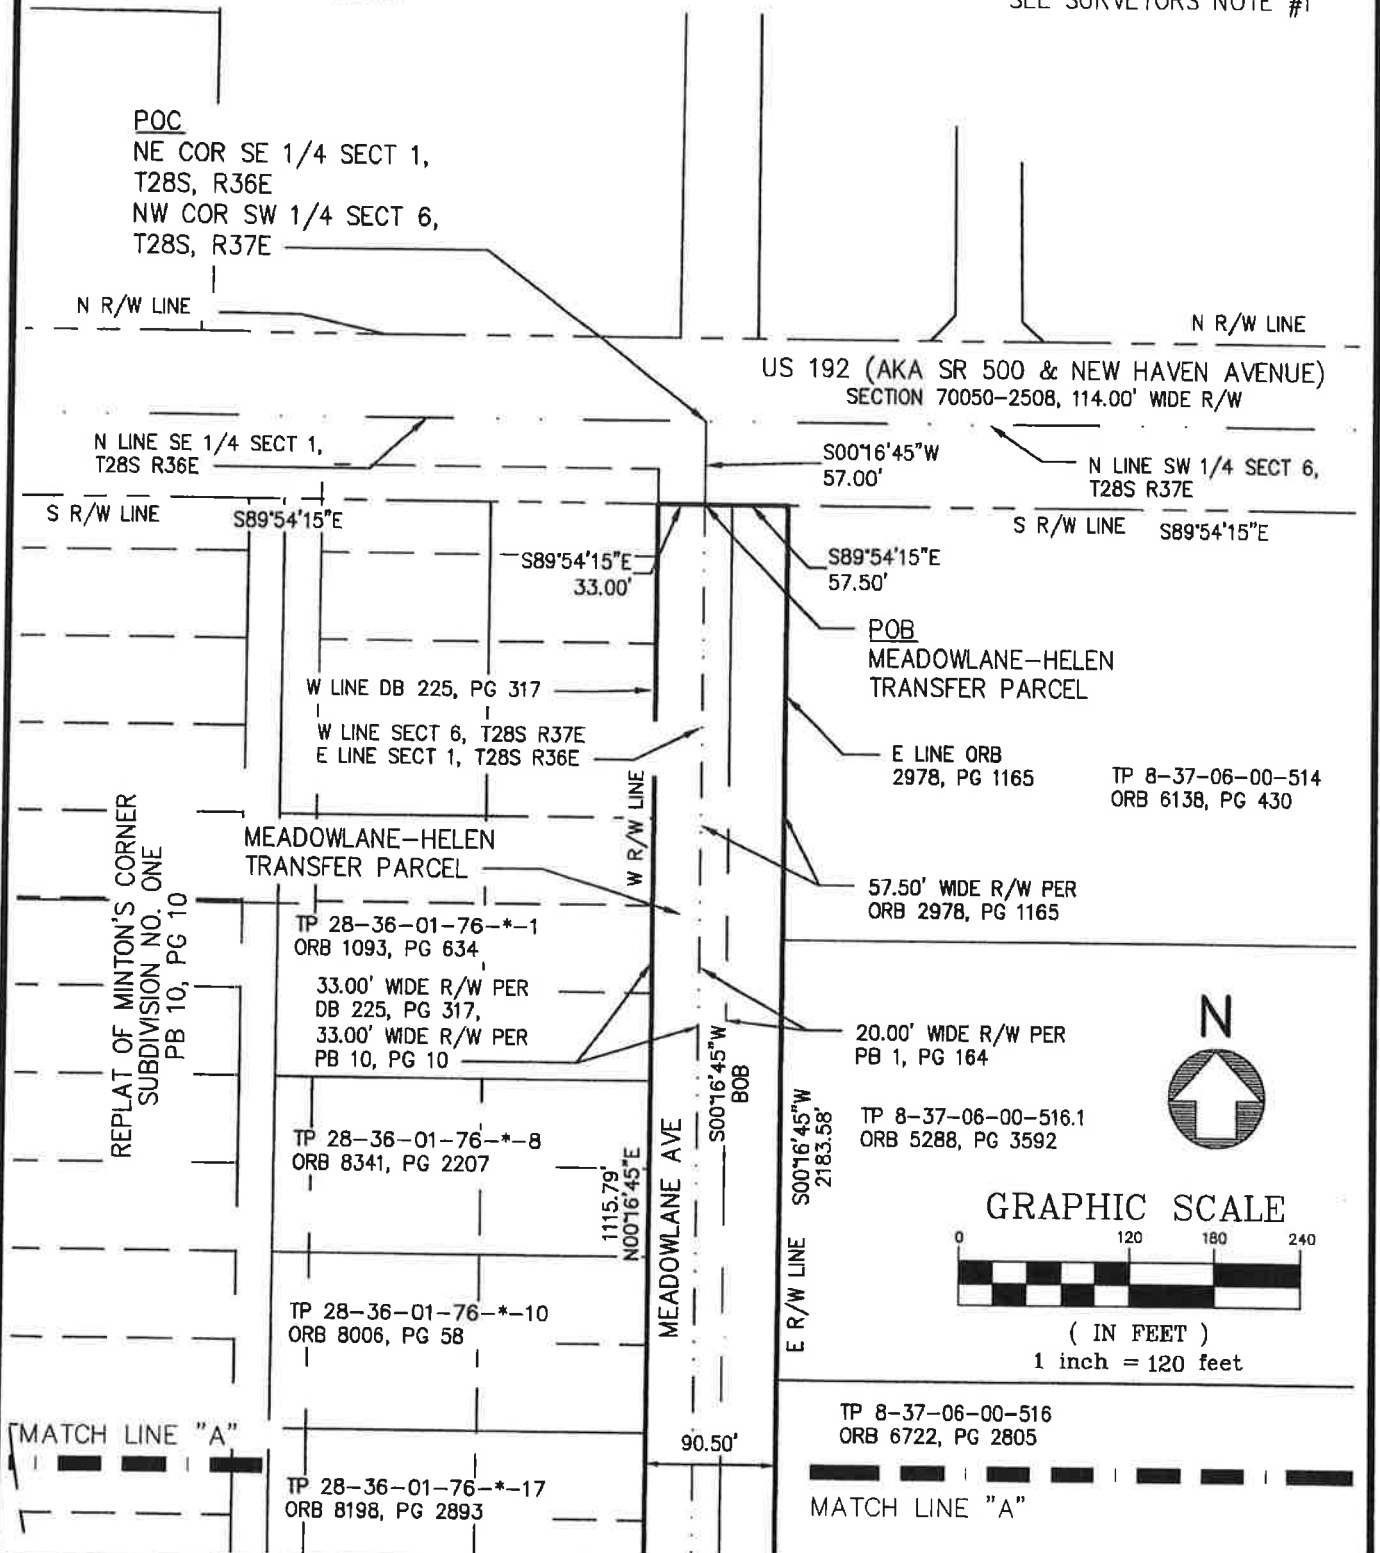 SEE SURVEYORS NOTE #1
POC
NE COR SE 1/4 SECT 1,
T28S, R36E
NW COR SW 1/4 SECT 6,
T28S, R37E
N R/W LINE
N R/W LINE
US 192 (AKA SR 500 & NEW HAVEN AVENUE)
SECTION 70050-2508, 114.00' WIDE R/W
N LINE SE 1/4 SECT 1,
T28S R36E
S00°16'45"W
57.00'
N LINE SW 1/4 SECT 6,
T28S R37E
S R/W LINE
S89°54'15"E
S R/W LINE S89°54'15"E
S89°54'15"E
33.00'
S89°54'15"E
57.50'
POB
MEADOWLANE-HELEN
TRANSFER PARCEL
W LINE DB 225, PG 317
W LINE SECT 6, T28S R37E
E LINE SECT 1, T28S R36E
E LINE ORB
2978, PG 1165
TP 8-37-06-00-514
ORB 6138, PG 430
W R/W LINE
MEADOWLANE-HELEN
TRANSFER PARCEL
57.50' WIDE R/W PER
ORB 2978, PG 1165
REPLAT OF MINTON'S CORNER
SUBDIVISION NO. ONE
PB 10, PG 10
TP 28-36-01-76-*-1
ORB 1093, PG 634
33.00' WIDE R/W PER
DB 225, PG 317,
33.00' WIDE R/W PER
PB 10, PG 10
20.00' WIDE R/W PER
PB 1, PG 164
N
S00°16'45"W
BOB
S00°16'45"W
2183.58'
TP 8-37-06-00-516.1
ORB 5288, PG 3592
TP 28-36-01-76-*-8
ORB 8341, PG 2207
1115.79'
N00°16'45"E
MEADOWLANE AVE
E R/W LINE
GRAPHIC SCALE
0 120 180 240
( IN FEET )
1 inch = 120 feet
TP 28-36-01-76-*-10
ORB 8006, PG 58
MATCH LINE "A"
90.50'
TP 8-37-06-00-516
ORB 6722, PG 2805
TP 28-36-01-76-*-17
ORB 8198, PG 2893
MATCH LINE "A"